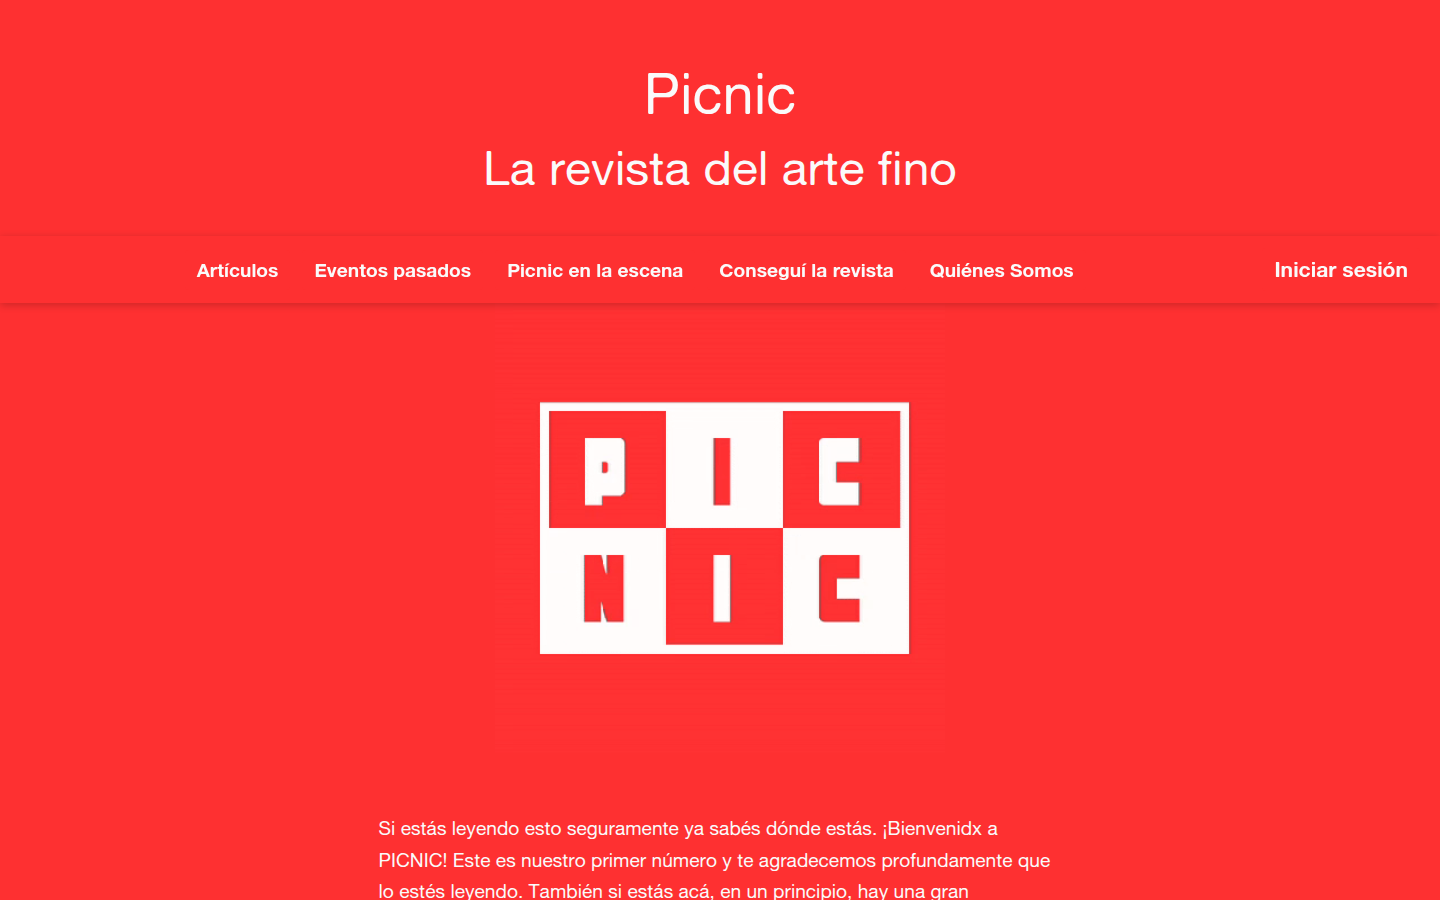 Picnic
La revista del arte fino
Artículos Eventos pasados Picnic en la escena Conseguí la revista Quiénes Somos Iniciar sesión
PIC
NIC
Si estás leyendo esto seguramente ya sabés dónde estás. ¡Bienvenidx a
PICNIC! Este es nuestro primer número y te agradecemos profundamente que
lo estés leyendo. También si estás acá, en un principio, hay una gran